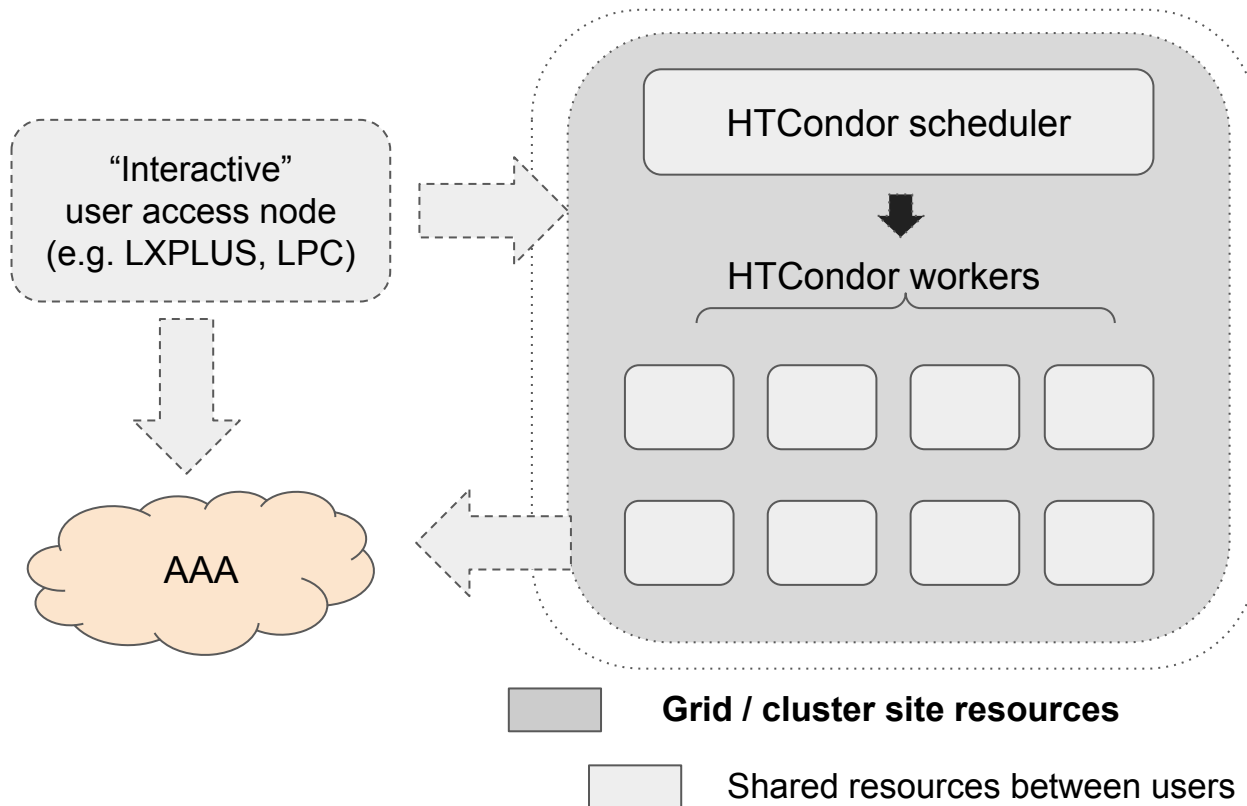 “Interactive”
user access node
(e.g. LXPLUS, LPC)
HTCondor scheduler
HTCondor workers
AAA
Grid / cluster site resources
Shared resources between users